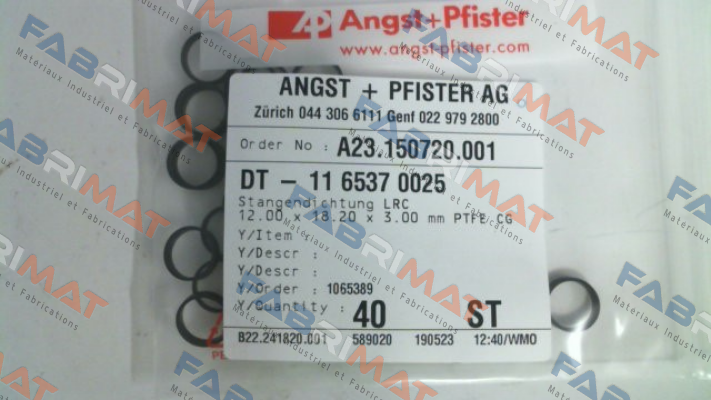 AP Angst+Pfister
www.angst-pfister.com
ANGST + PFISTER AG
Zürich 044 306 6111 Genf 022 979 2800
Order No : A23.150720.001
DT – 11 6537 0025
Stangendichtung LRC
12.00 x 18.20 x 3.00 mm PTFE/CG
Y/Item :
Y/Descr :
Y/Descr :
Y/Order : 1065389
Y/Quantity : 40 ST
B22.241820.001 589020 190523 12:40/WMO
FABRIMAT
Materiaux Industriel et Fabrications